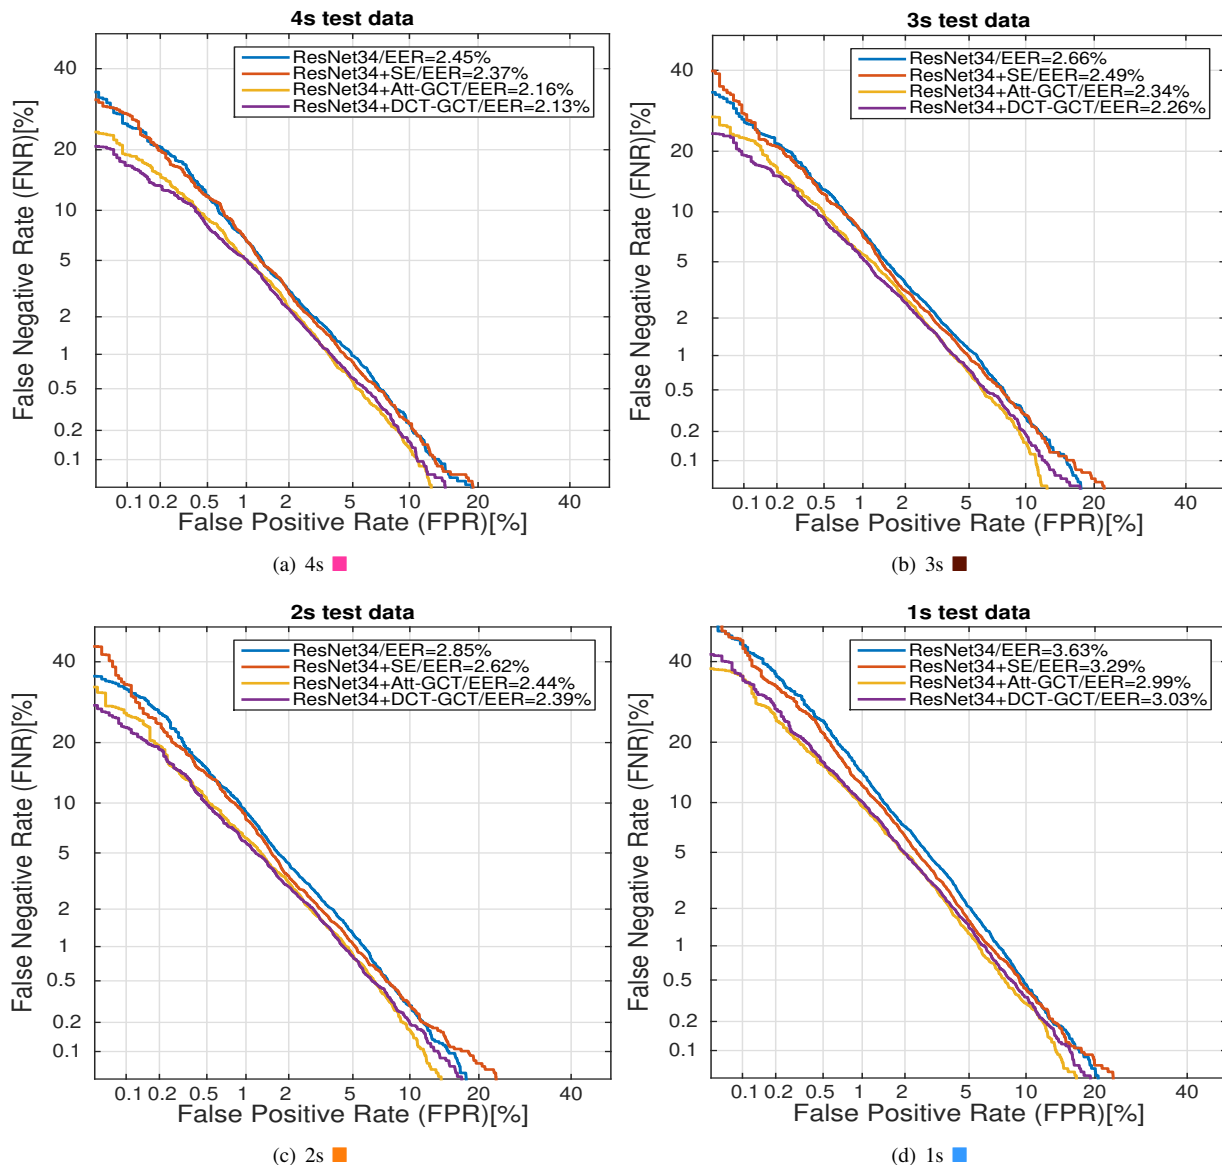 4s test data
ResNet34/EER=2.45%
ResNet34+SE/EER=2.37%
ResNet34+Att-GCT/EER=2.16%
ResNet34+DCT-GCT/EER=2.13%
False Negative Rate (FNR)[%]
40
20
10
5
2
1
0.5
0.2
0.1
0.1 0.2 0.5 1 2 5 10 20 40
False Positive Rate (FPR)[%]
(a) 4s
3s test data
ResNet34/EER=2.66%
ResNet34+SE/EER=2.49%
ResNet34+Att-GCT/EER=2.34%
ResNet34+DCT-GCT/EER=2.26%
False Negative Rate (FNR)[%]
40
20
10
5
2
1
0.5
0.2
0.1
0.1 0.2 0.5 1 2 5 10 20 40
False Positive Rate (FPR)[%]
(b) 3s
2s test data
ResNet34/EER=2.85%
ResNet34+SE/EER=2.62%
ResNet34+Att-GCT/EER=2.44%
ResNet34+DCT-GCT/EER=2.39%
False Negative Rate (FNR)[%]
40
20
10
5
2
1
0.5
0.2
0.1
0.1 0.2 0.5 1 2 5 10 20 40
False Positive Rate (FPR)[%]
(c) 2s
1s test data
ResNet34/EER=3.63%
ResNet34+SE/EER=3.29%
ResNet34+Att-GCT/EER=2.99%
ResNet34+DCT-GCT/EER=3.03%
False Negative Rate (FNR)[%]
40
20
10
5
2
1
0.5
0.2
0.1
0.1 0.2 0.5 1 2 5 10 20 40
False Positive Rate (FPR)[%]
(d) 1s